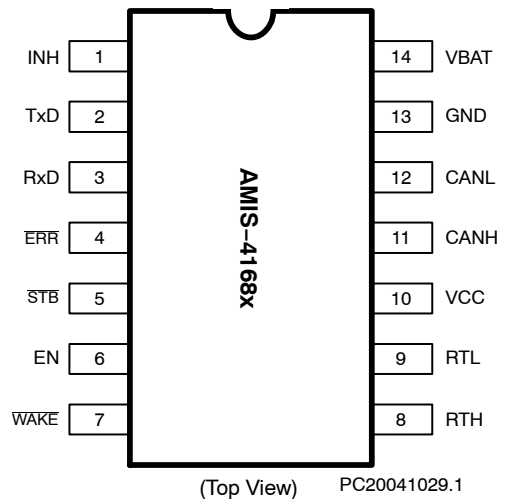 INH 1 14 VBAT
TxD 2 13 GND
RxD 3 12 CANL
ERR 4 11 CANH
STB 5 10 VCC
EN 6 9 RTL
WAKE 7 8 RTH
AMIS-4168x
(Top View) PC20041029.1